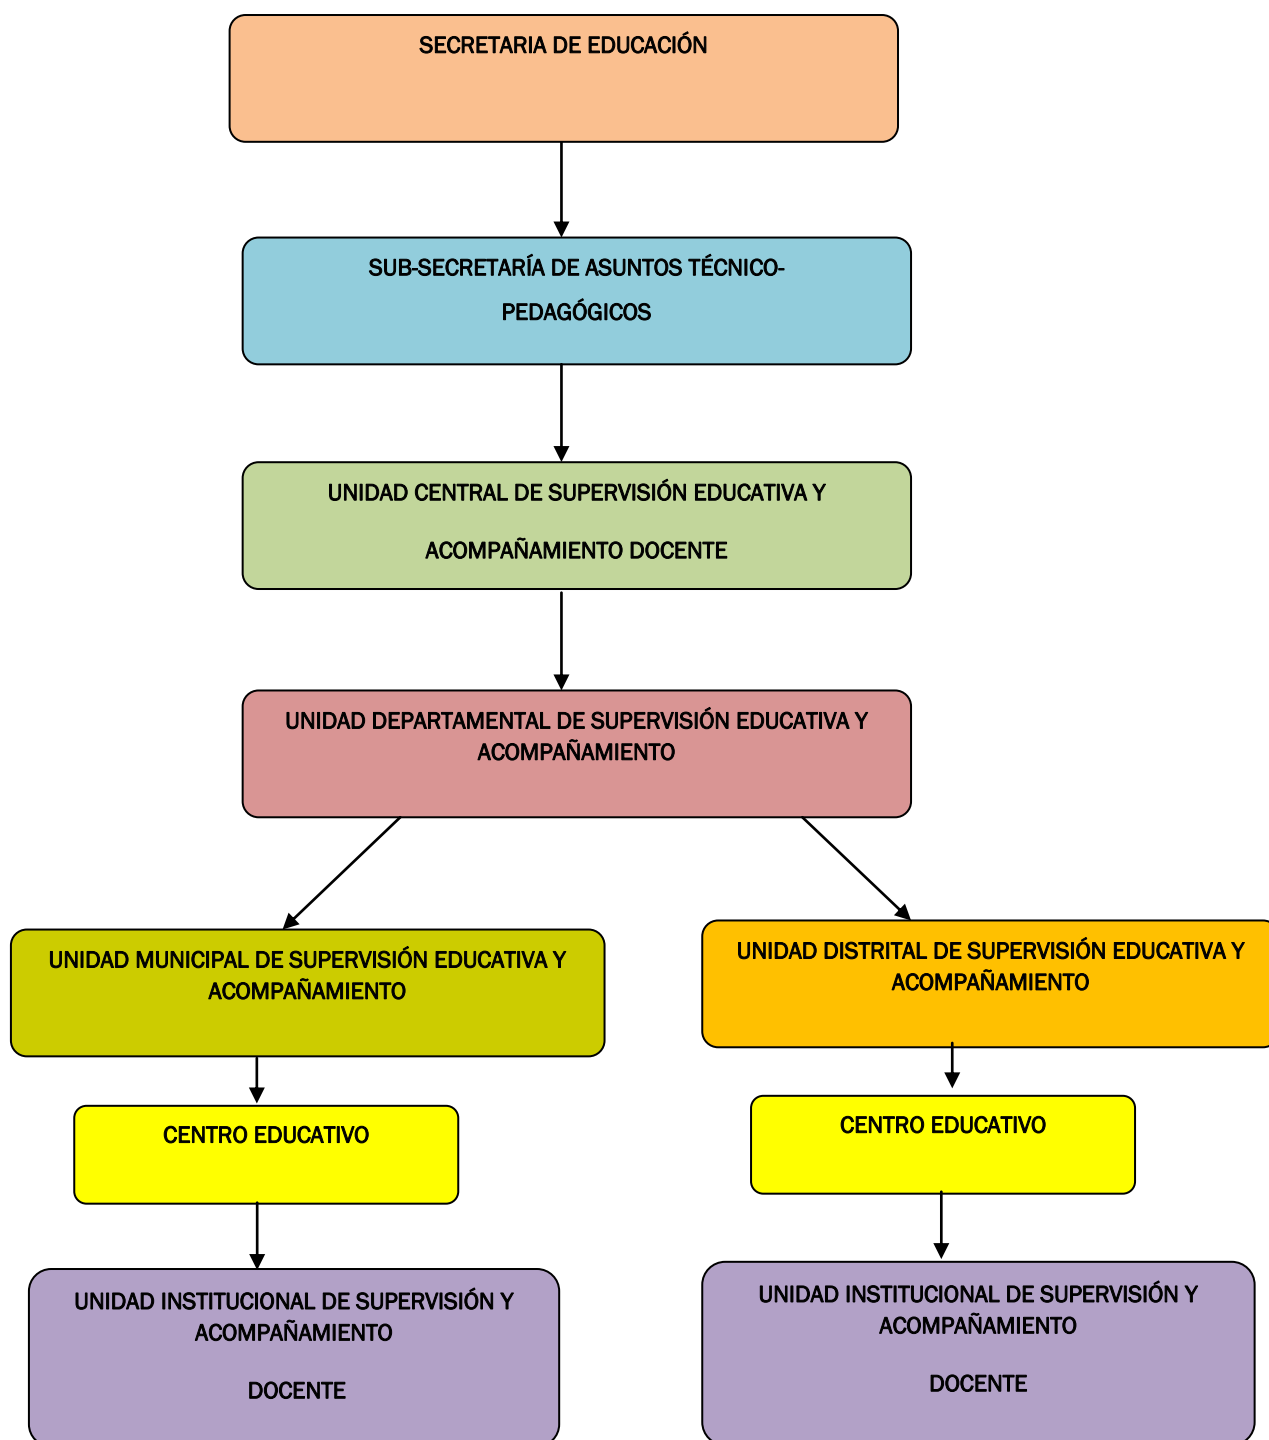 SECRETARIA DE EDUCACIÓN
SUB-SECRETARÍA DE ASUNTOS TÉCNICO-
PEDAGÓGICOS
UNIDAD CENTRAL DE SUPERVISIÓN EDUCATIVA Y
ACOMPAÑAMIENTO DOCENTE
UNIDAD DEPARTAMENTAL DE SUPERVISIÓN EDUCATIVA Y
ACOMPAÑAMIENTO
UNIDAD MUNICIPAL DE SUPERVISIÓN EDUCATIVA Y
ACOMPAÑAMIENTO
UNIDAD DISTRITAL DE SUPERVISIÓN EDUCATIVA Y
ACOMPAÑAMIENTO
CENTRO EDUCATIVO
CENTRO EDUCATIVO
UNIDAD INSTITUCIONAL DE SUPERVISIÓN Y
ACOMPAÑAMIENTO
DOCENTE
UNIDAD INSTITUCIONAL DE SUPERVISIÓN Y
ACOMPAÑAMIENTO
DOCENTE